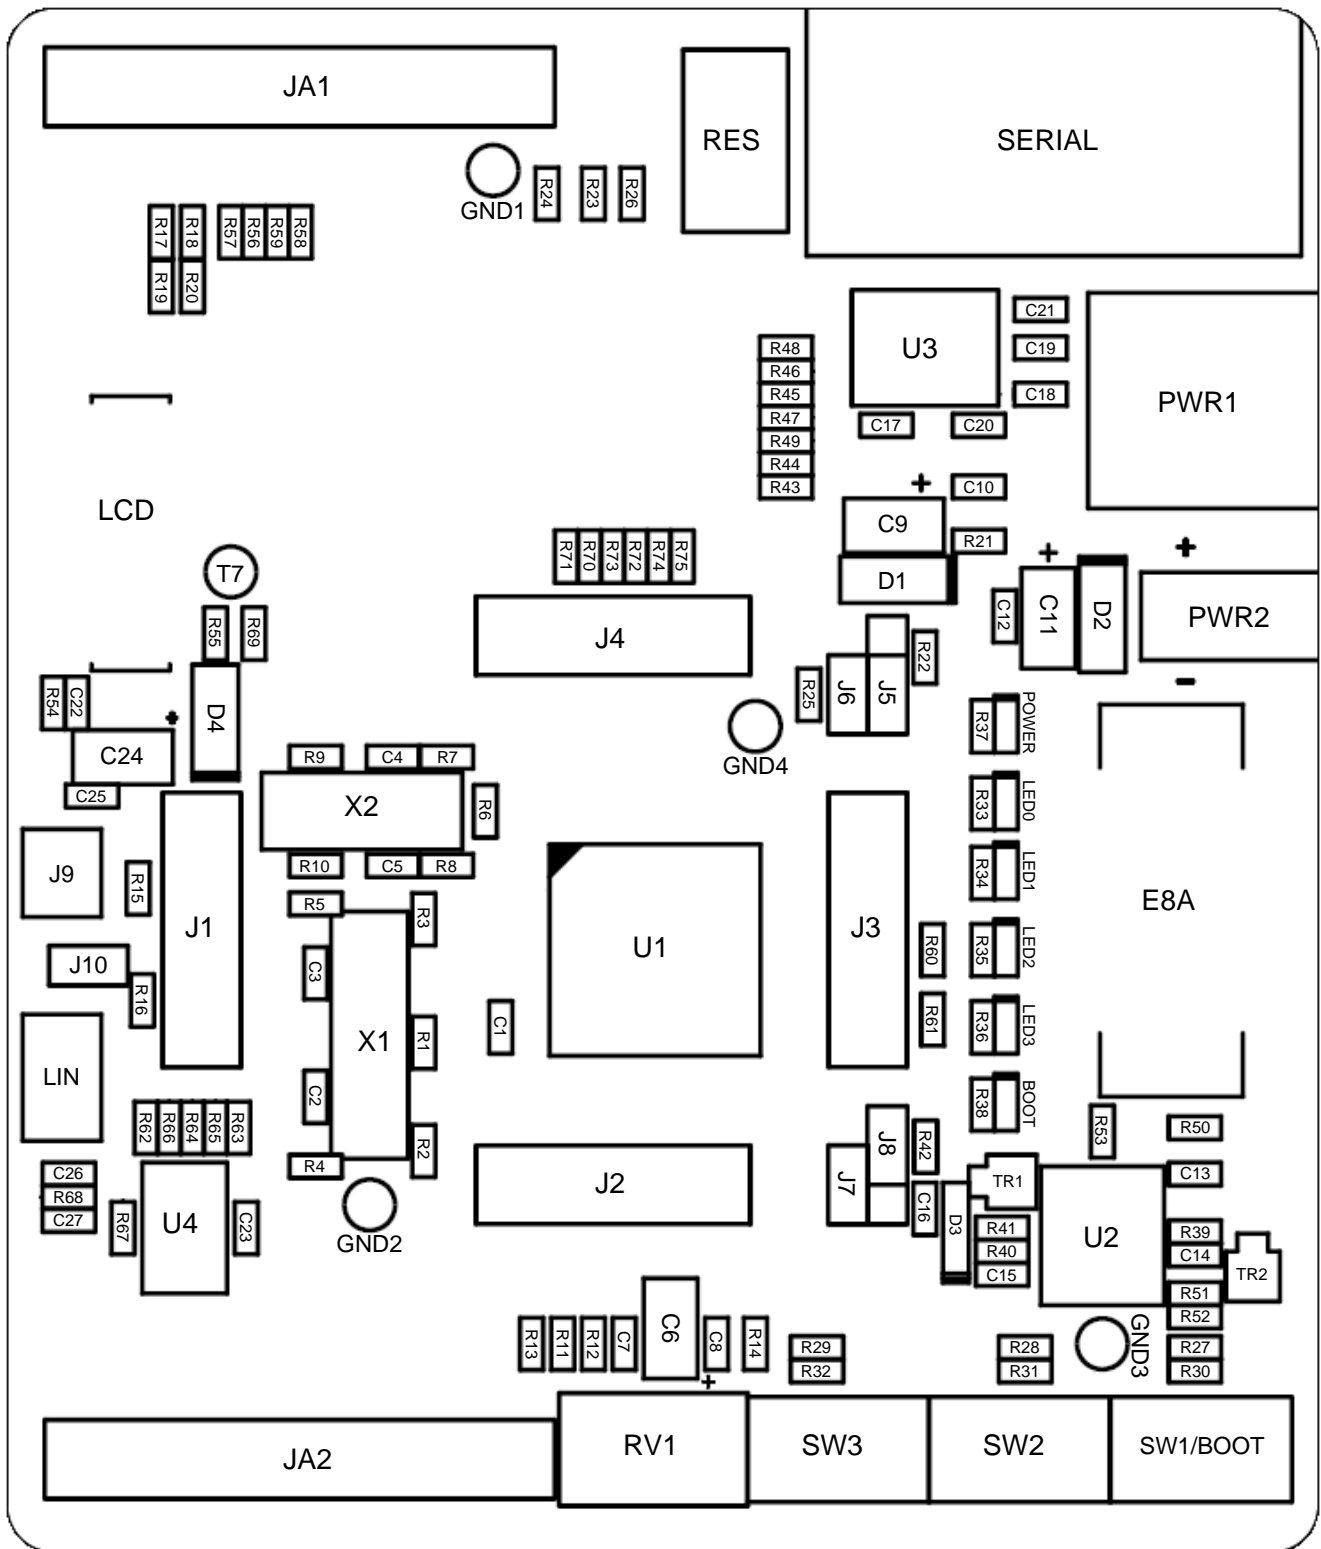 JA1
RES
SERIAL
GND1
R24
R23
R26
R17
R18
R57
R56
R59
R58
R19
R20
U3
C21
C19
C18
C17
C20
PWR1
R48
R46
R45
R47
R49
R44
R43
+
C10
C9
R21
D1
LCD
T7
R71
R70
R73
R72
R74
R75
+
+
C12
C11
D2
PWR2
-
R55
R69
J4
R22
R25
J6
J5
R54
C22
+
D4
C24
C25
GND4
R37
POWER
R9
C4
R7
X2
R6
R33
LED0
R10
C5
R8
J9
R15
J1
R5
R3
R34
LED1
E8A
U1
J3
R60
R35
LED2
J10
R16
C3
C1
X1
R1
R61
R36
LED3
LIN
C2
R38
BOOT
R62
R66
R64
R65
R63
R53
R50
R4
R2
J2
J8
J7
R42
C26
R68
C27
R67
U4
C23
GND2
C16
D3
TR1
R41
R40
C15
U2
C13
R39
C14
R51
R52
TR2
R13
R11
R12
C7
C6
C8
R14
+
R29
R32
R28
R31
GND3
R27
R30
JA2
RV1
SW3
SW2
SW1/BOOT